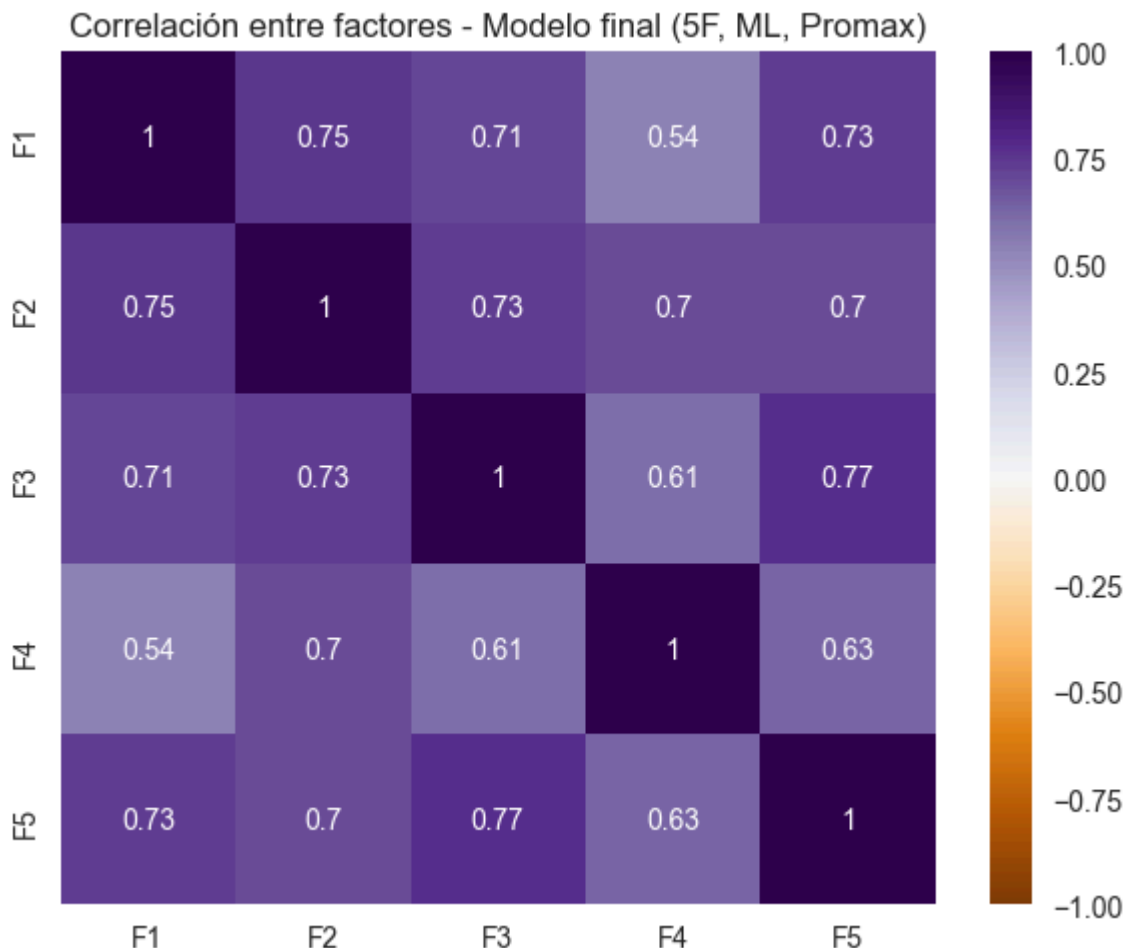 Correlación entre factores - Modelo final (5F, ML, Promax)
F1 1 0.75 0.71 0.54 0.73
F2 0.75 1 0.73 0.7 0.7
F3 0.71 0.73 1 0.61 0.77
F4 0.54 0.7 0.61 1 0.63
F5 0.73 0.7 0.77 0.63 1
F1 F2 F3 F4 F5
1.00
0.75
0.50
0.25
0.00
−0.25
−0.50
−0.75
−1.00